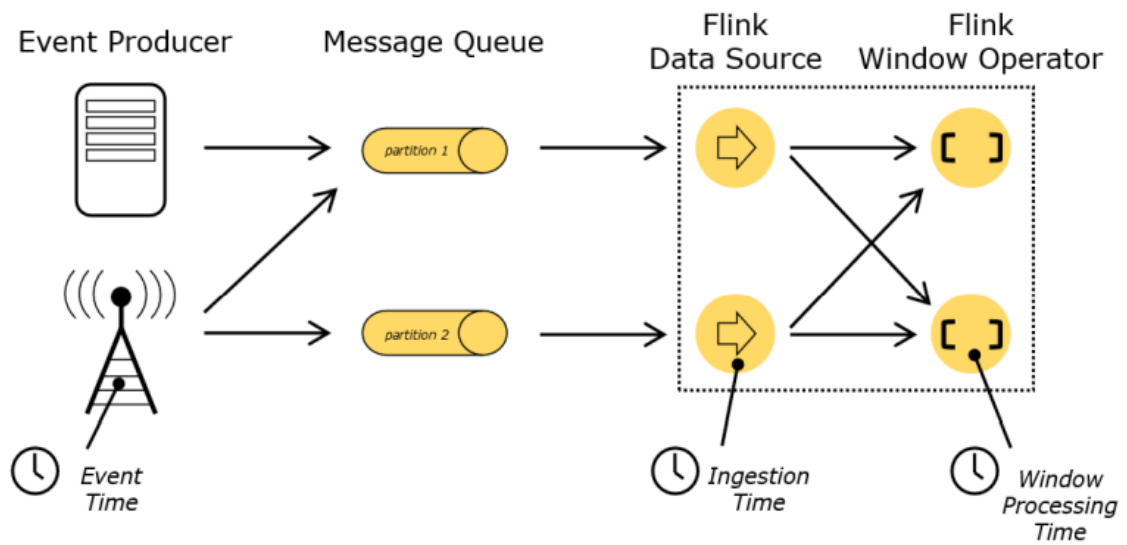 Event Producer
Message Queue
Flink
Data Source
Flink
Window Operator
partition 1
partition 2
Event
Time
Ingestion
Time
Window
Processing
Time